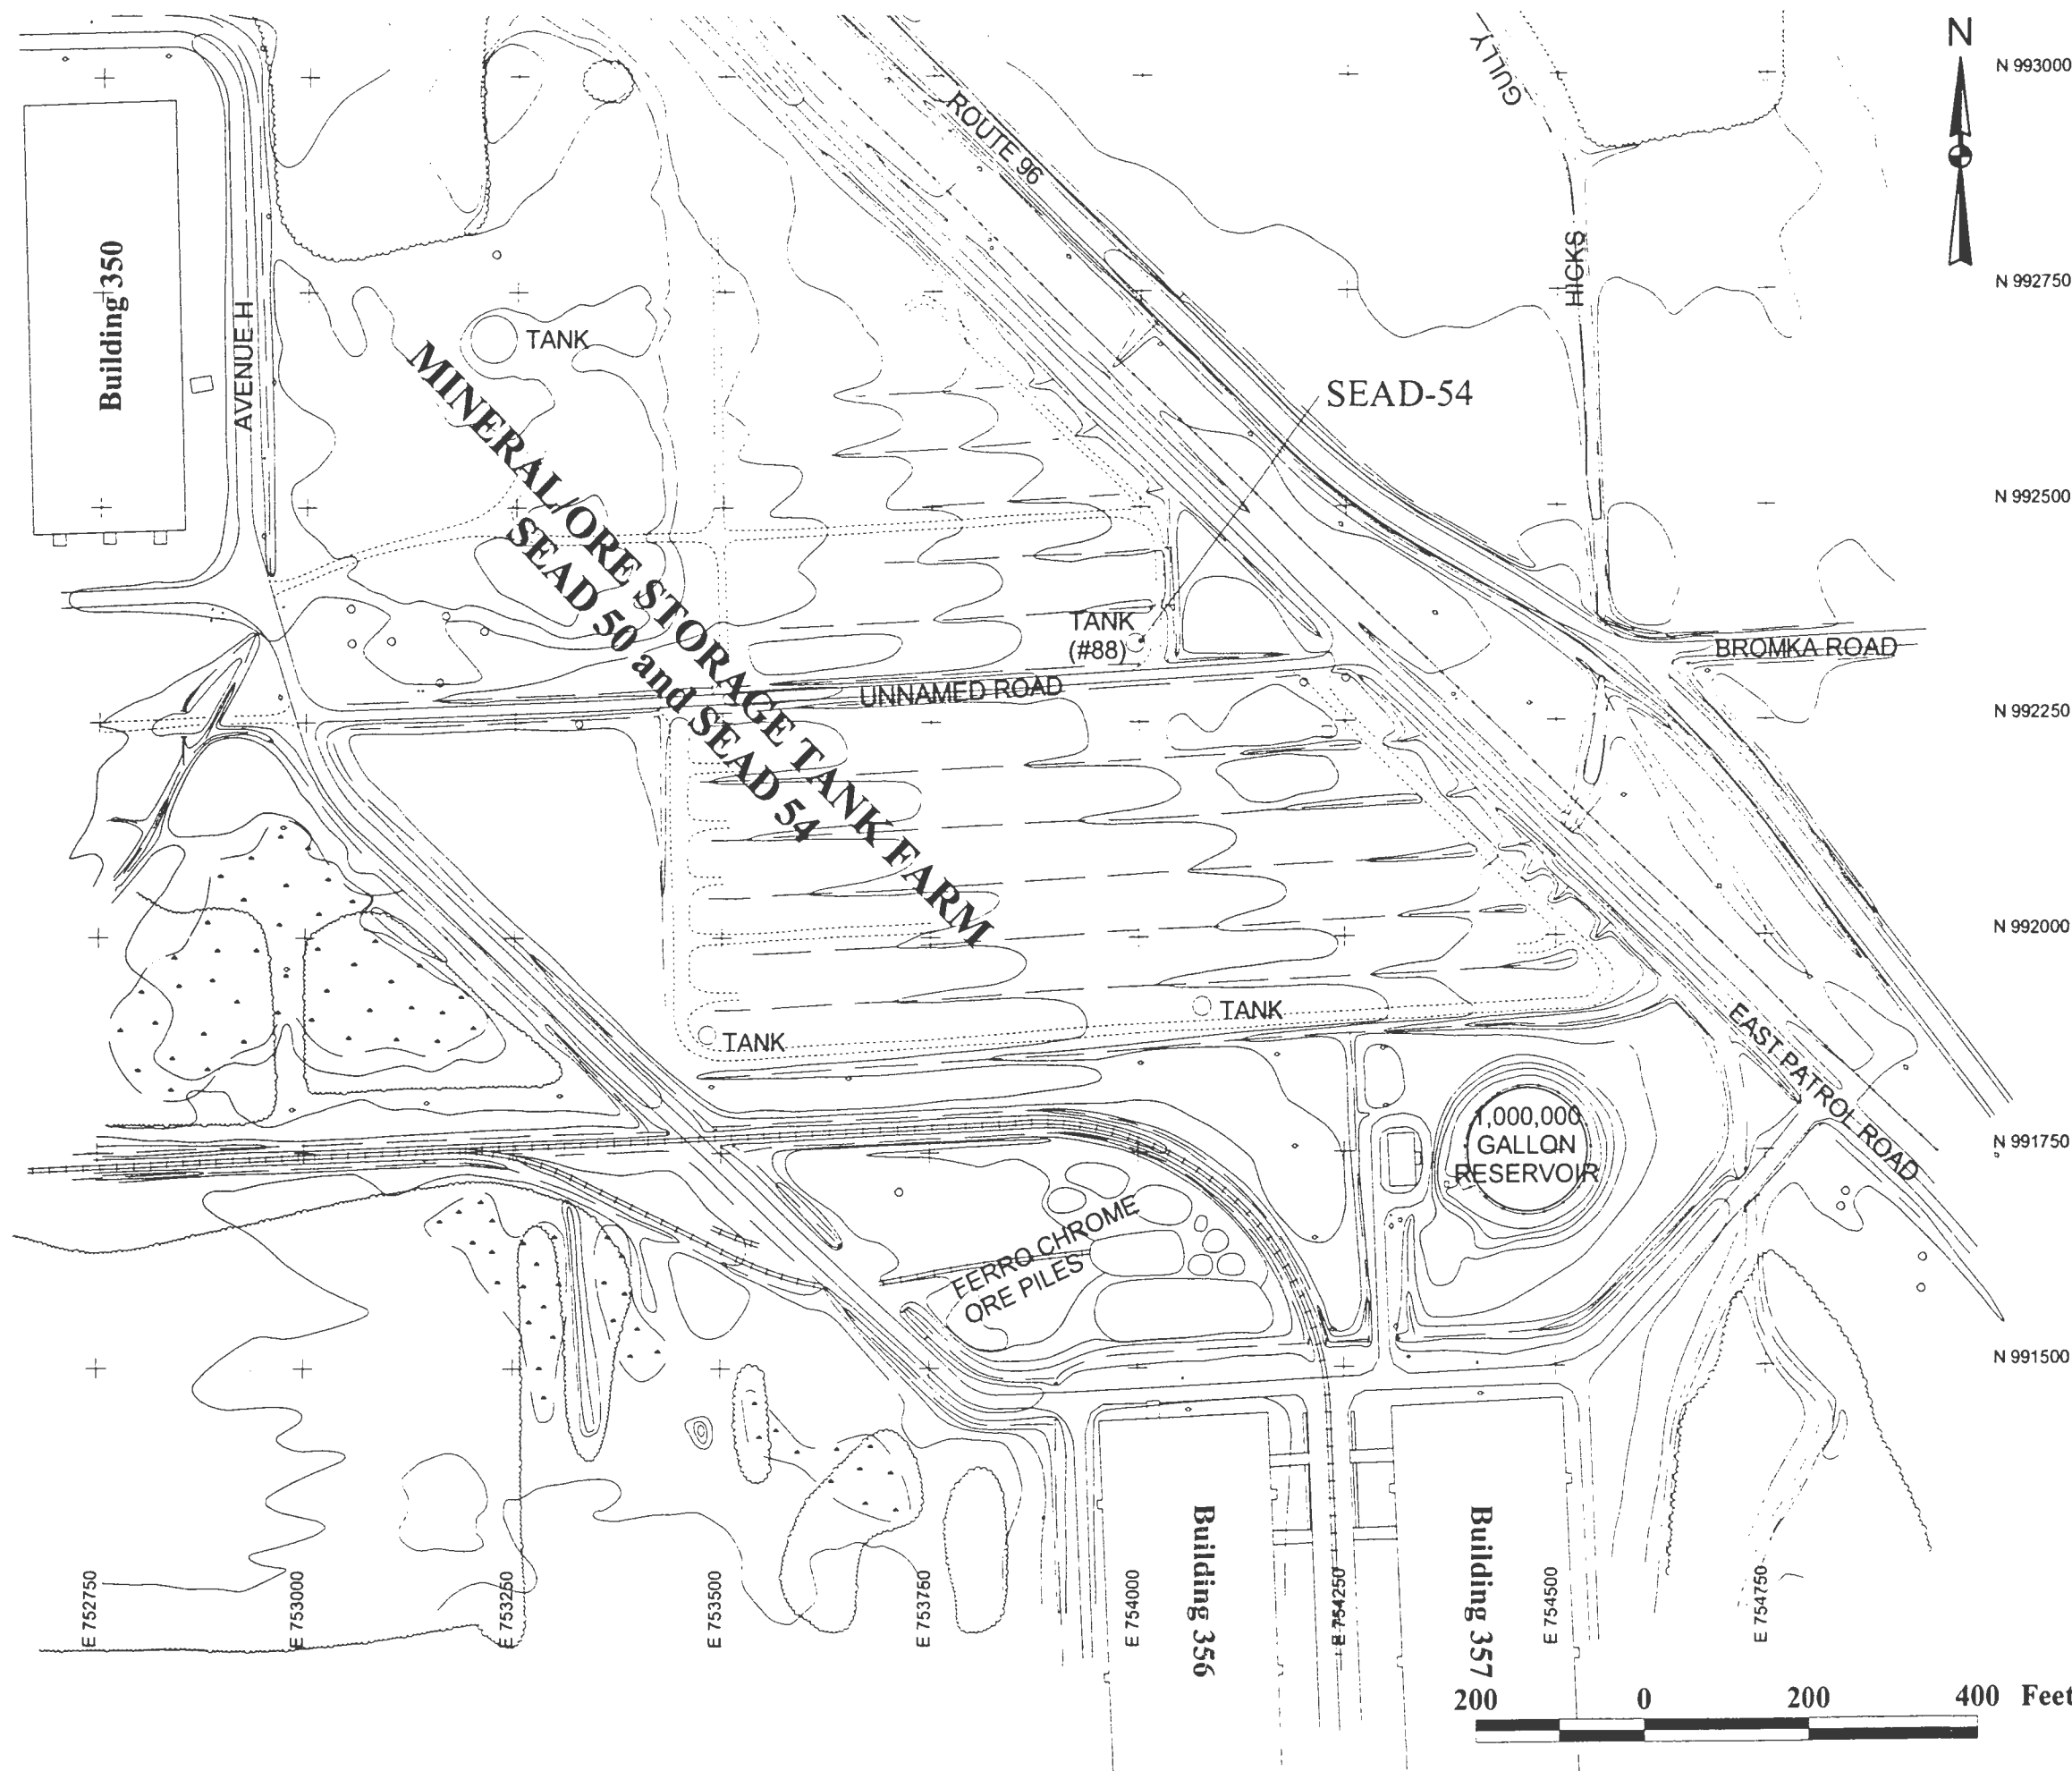 N
N 993000
GULLY
ROUTE 96
Building 350
HICKS
N 992750
AVENUE H
TANK
SEAD-54
MINERAL/ORE STORAGE TANK FARM
SEAD 50 and SEAD 54
N 992500
TANK
(#88)
BROMKA ROAD
UNNAMED ROAD
N 992250
N 992000
TANK
TANK
EAST PATROL ROAD
1,000,000
GALLON
RESERVOIR
N 991750
FERRO CHROME
ORE PILES
N 991500
E 752750
E 753000
E 753250
E 753500
E 753750
E 754000
Building 356
E 754250
Building 357
E 754500
E 754750
200 0 200 400 Feet